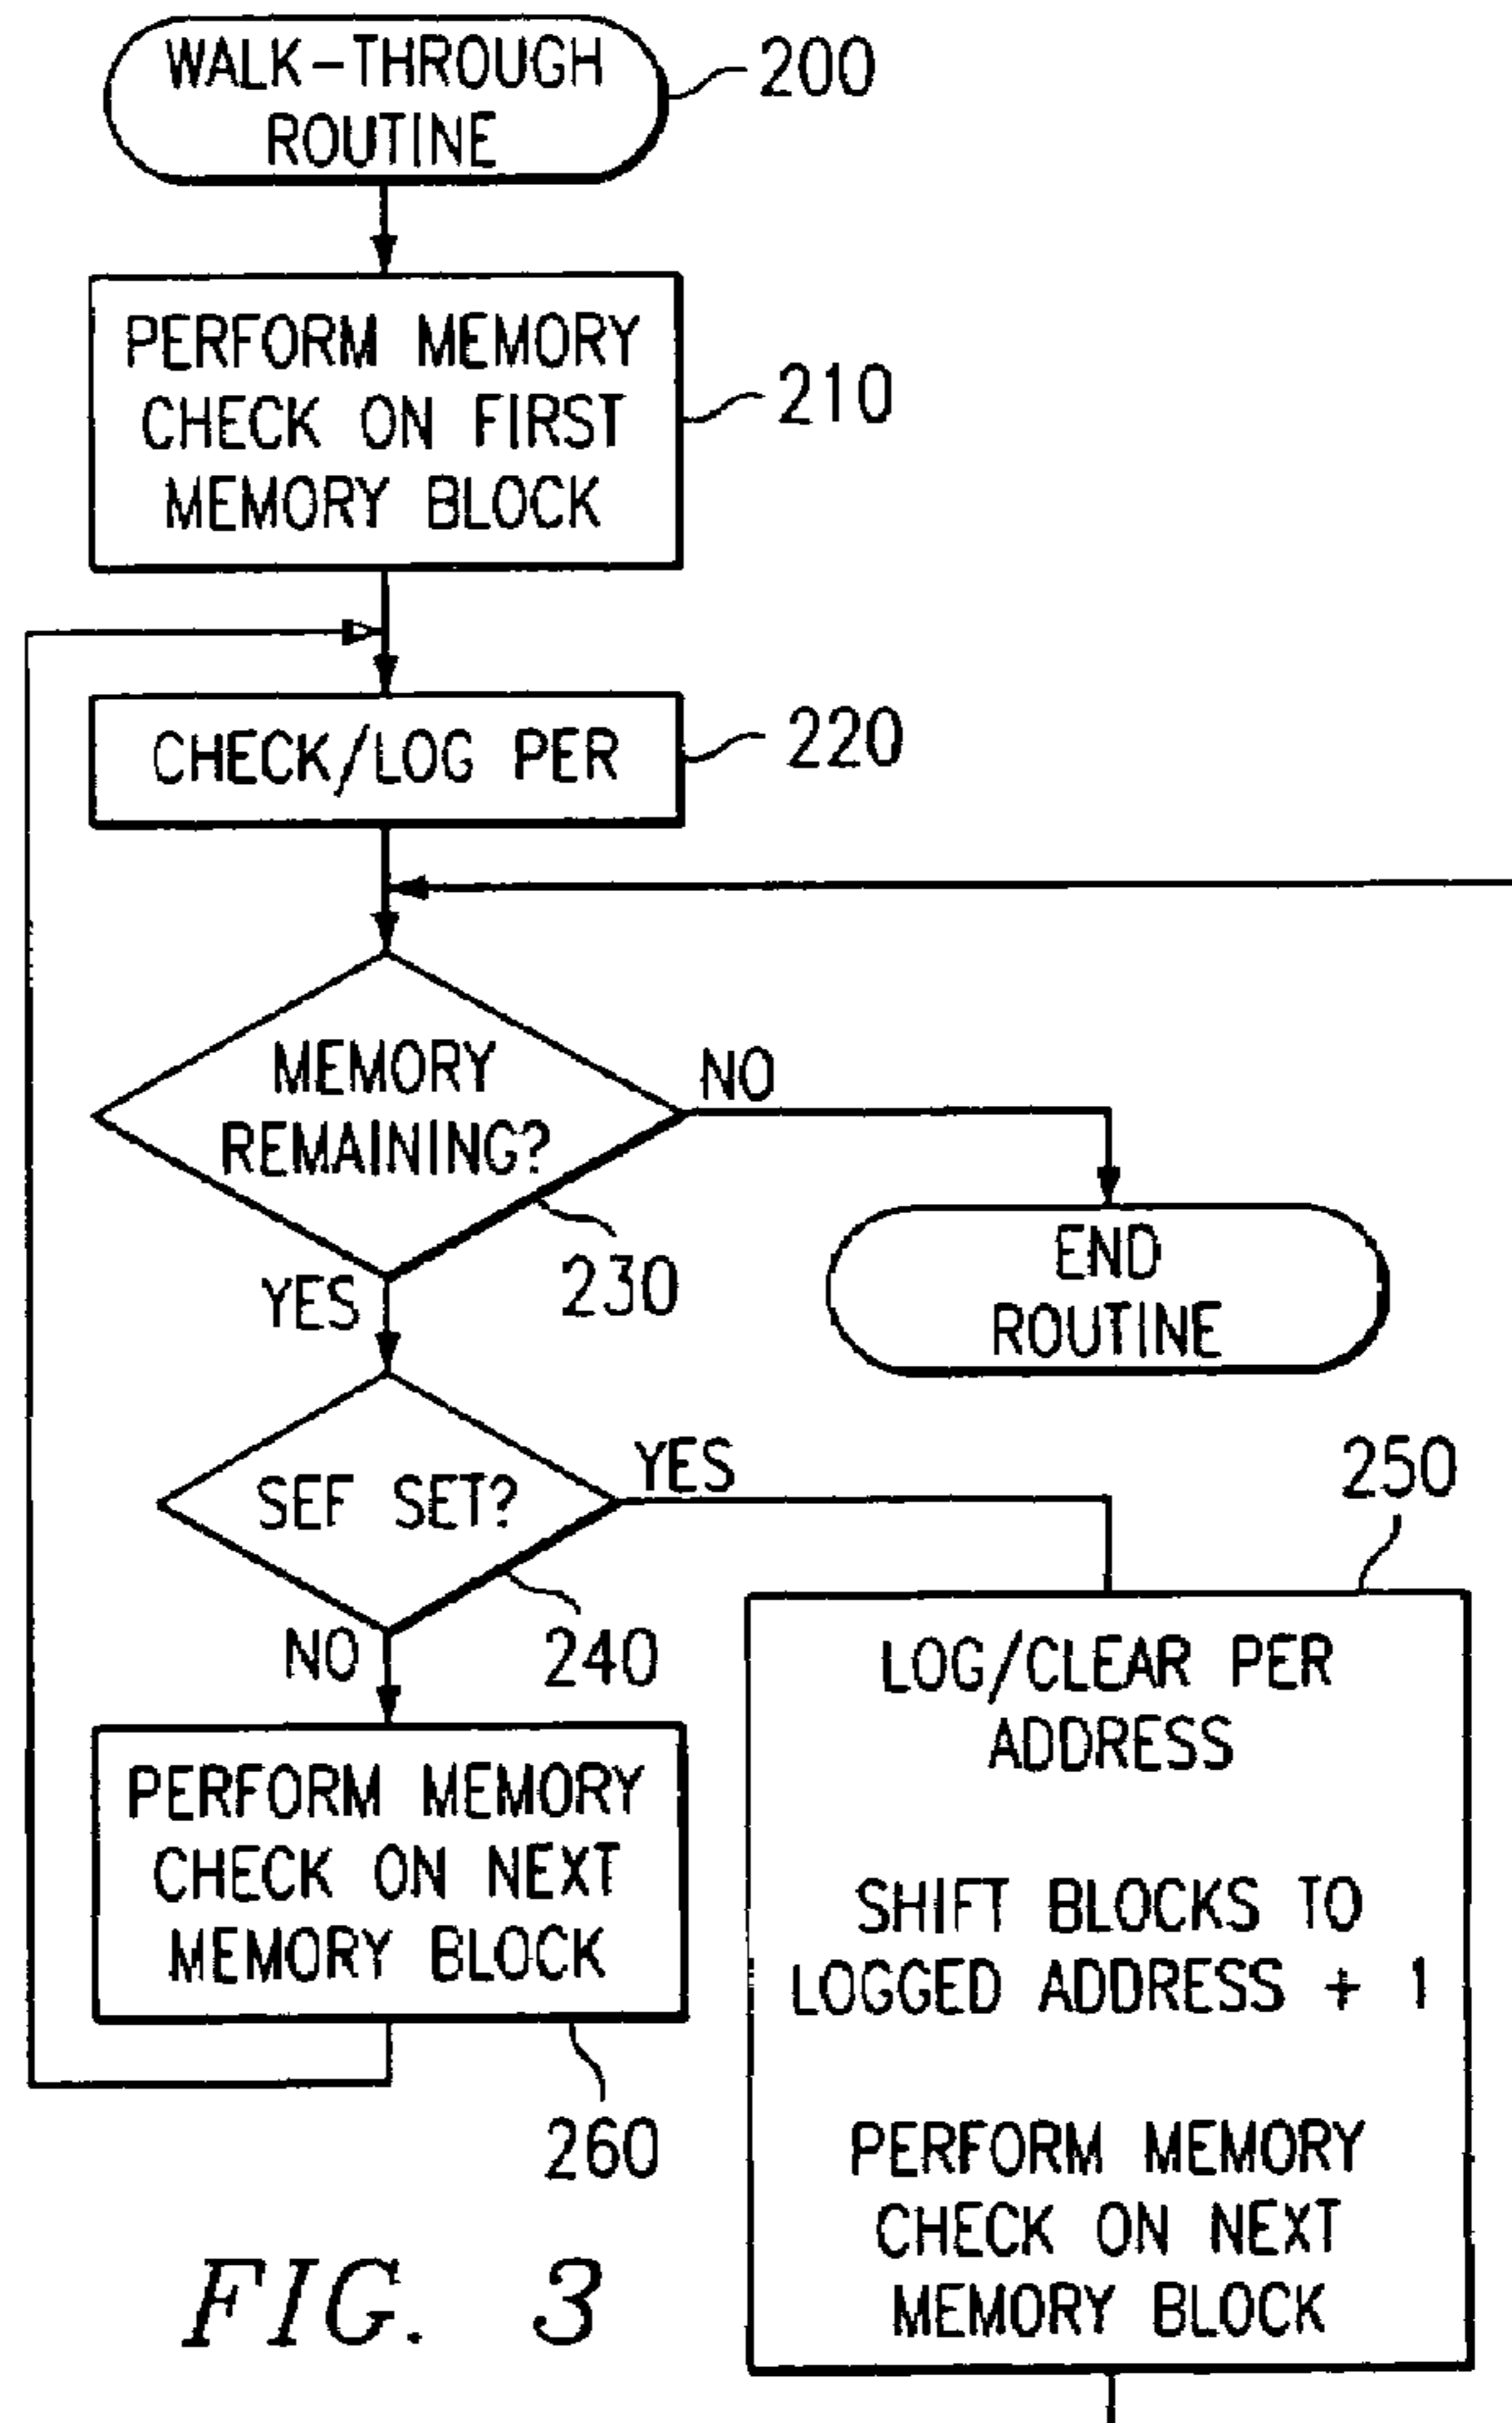 WALK-THROUGH
ROUTINE
200
PERFORM MEMORY
CHECK ON FIRST
MEMORY BLOCK
210
CHECK/LOG PER
220
MEMORY
REMAINING?
NO
230
YES
END
ROUTINE
SEF SET?
YES
240
NO
250
LOG/CLEAR PER
ADDRESS
SHIFT BLOCKS TO
LOGGED ADDRESS + 1
PERFORM MEMORY
CHECK ON NEXT
MEMORY BLOCK
PERFORM MEMORY
CHECK ON NEXT
MEMORY BLOCK
260
FIG. 3